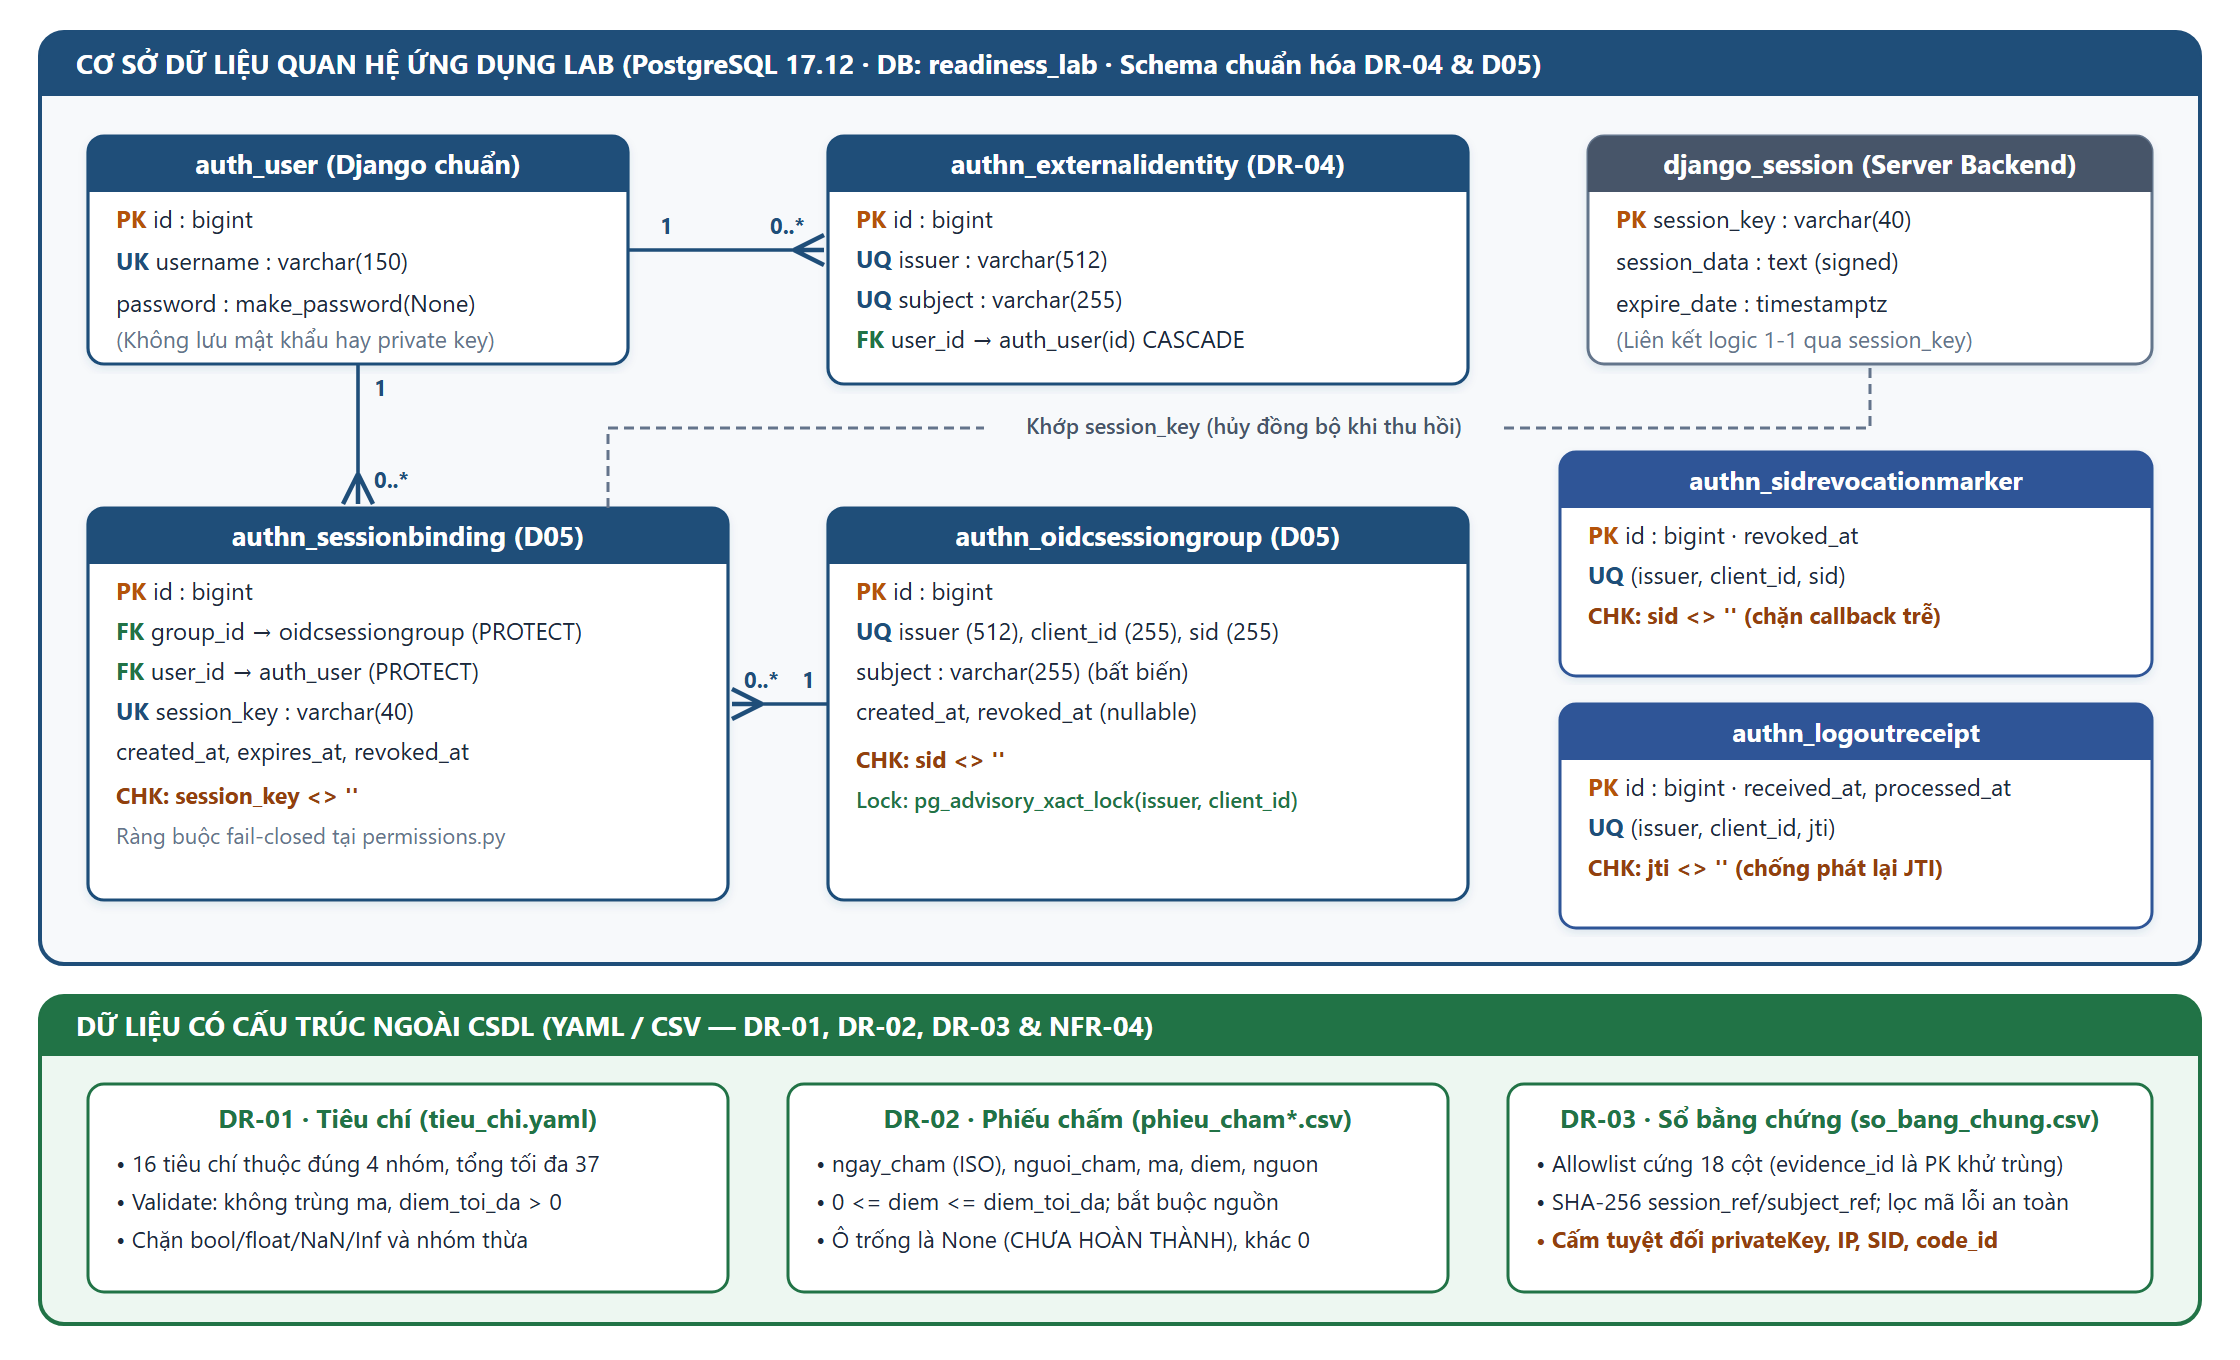 CƠ SỞ DỮ LIỆU QUAN HỆ ỨNG DỤNG LAB (PostgreSQL 17.12 · DB: readiness_lab · Schema chuẩn hóa DR-04 & D05)
auth_user (Django chuẩn)
PK id : bigint
UK username : varchar(150)
password : make_password(None)
(Không lưu mật khẩu hay private key)
1
0..*
authn_externalidentity (DR-04)
PK id : bigint
UQ issuer : varchar(512)
UQ subject : varchar(255)
FK user_id → auth_user(id) CASCADE
django_session (Server Backend)
PK session_key : varchar(40)
session_data : text (signed)
expire_date : timestamptz
(Liên kết logic 1-1 qua session_key)
1
0..*
Khớp session_key (hủy đồng bộ khi thu hồi)
authn_sessionbinding (D05)
PK id : bigint
FK group_id → oidcsessiongroup (PROTECT)
FK user_id → auth_user (PROTECT)
UK session_key : varchar(40)
created_at, expires_at, revoked_at
CHK: session_key <> ''
Ràng buộc fail-closed tại permissions.py
0..*
1
authn_oidcsessiongroup (D05)
PK id : bigint
UQ issuer (512), client_id (255), sid (255)
subject : varchar(255) (bất biến)
created_at, revoked_at (nullable)
CHK: sid <> ''
Lock: pg_advisory_xact_lock(issuer, client_id)
authn_sidrevocationmarker
PK id : bigint · revoked_at
UQ (issuer, client_id, sid)
CHK: sid <> '' (chặn callback trễ)
authn_logoutreceipt
PK id : bigint · received_at, processed_at
UQ (issuer, client_id, jti)
CHK: jti <> '' (chống phát lại JTI)
DỮ LIỆU CÓ CẤU TRÚC NGOÀI CSDL (YAML / CSV — DR-01, DR-02, DR-03 & NFR-04)
DR-01 · Tiêu chí (tieu_chi.yaml)
• 16 tiêu chí thuộc đúng 4 nhóm, tổng tối đa 37
• Validate: không trùng ma, diem_toi_da > 0
• Chặn bool/float/NaN/Inf và nhóm thừa
DR-02 · Phiếu chấm (phieu_cham*.csv)
• ngay_cham (ISO), nguoi_cham, ma, diem, nguon
• 0 <= diem <= diem_toi_da; bắt buộc nguồn
• Ô trống là None (CHƯA HOÀN THÀNH), khác 0
DR-03 · Sổ bằng chứng (so_bang_chung.csv)
• Allowlist cứng 18 cột (evidence_id là PK khử trùng)
• SHA-256 session_ref/subject_ref; lọc mã lỗi an toàn
• Cấm tuyệt đối privateKey, IP, SID, code_id